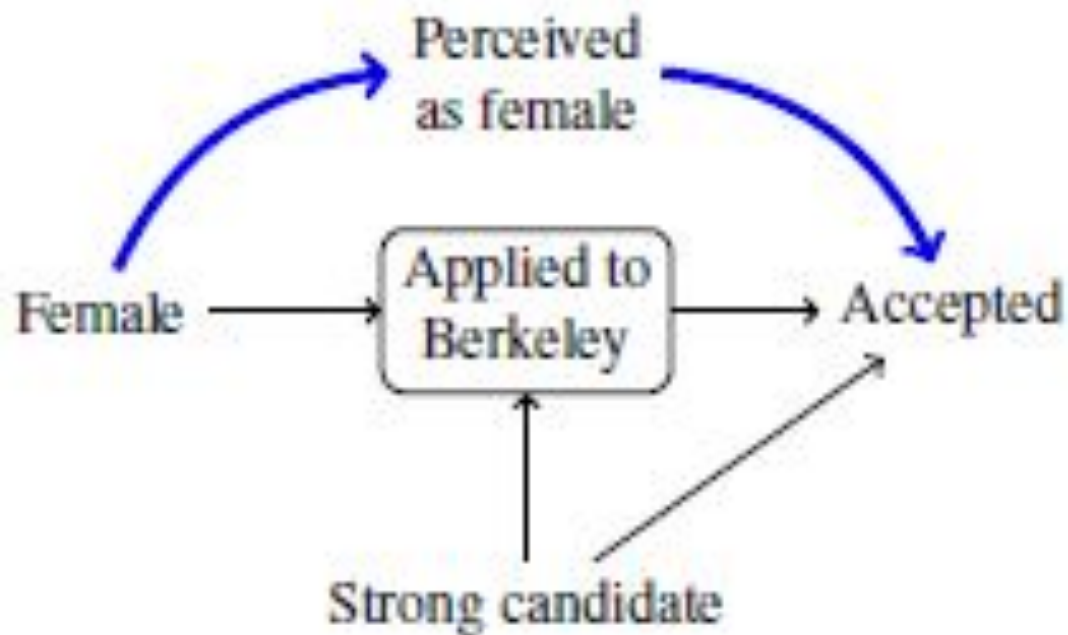 Perceived
as female
Female
Applied to
Berkeley
Accepted
Strong candidate